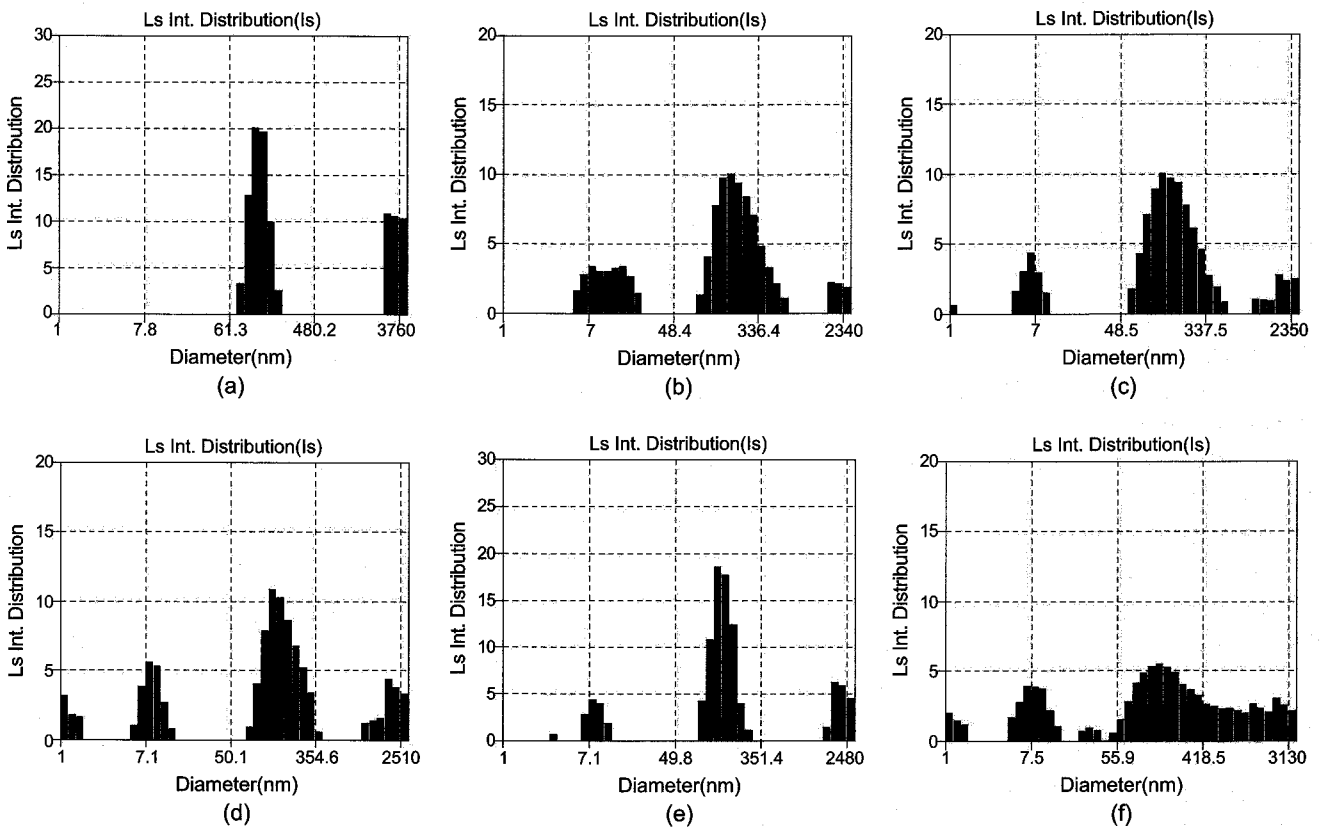 Ls Int. Distribution(Is)
30
25
20
15
10
5
0
Ls Int. Distribution
1
7.8
61.3
480.2
3760
Diameter(nm)
(a)
Ls Int. Distribution(Is)
20
15
10
5
0
Ls Int. Distribution
1
7
48.4
336.4
2340
Diameter(nm)
(b)
Ls Int. Distribution(Is)
20
15
10
5
0
Ls Int. Distribution
1
7
48.5
337.5
2350
Diameter(nm)
(c)
Ls Int. Distribution(Is)
20
15
10
5
0
Ls Int. Distribution
1
7.1
50.1
354.6
2510
Diameter(nm)
(d)
Ls Int. Distribution(Is)
30
25
20
15
10
5
0
Ls Int. Distribution
1
7.1
49.8
351.4
2480
Diameter(nm)
(e)
Ls Int. Distribution(Is)
20
15
10
5
0
Ls Int. Distribution
1
7.5
55.9
418.5
3130
Diameter(nm)
(f)